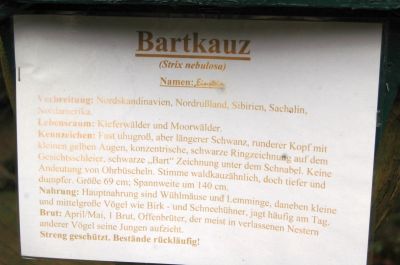 Bartkauz
(Strix nebulosa)
Namen: Einstein
Verbreitung: Nordskandinavien, Nordrußland, Sibirien, Sachalin,
Nordamerika.
Lebensraum: Kieferwälder und Moorwälder.
Kennzeichen: Fast uhugroß, aber längerer Schwanz, runderer Kopf mit
kleinen gelben Augen, konzentrische, schwarze Ringzeichnung auf dem
Gesichtsschleier, schwarze „Bart" Zeichnung unter dem Schnabel. Keine
Andeutung von Ohrbüscheln. Stimme waldkauzähnlich, doch tiefer und
dumpfer. Größe 69 cm; Spannweite um 140 cm.
Nahrung: Hauptnahrung sind Wühlmäuse und Lemminge, daneben kleine
und mittelgroße Vögel wie Birk - und Schneehühner, jagt häufig am Tag.
Brut: April/Mai, 1 Brut, Offenbrüter, der meist in verlassenen Nestern
anderer Vögel seine Jungen aufzieht.
Streng geschützt. Bestände rückläufig!